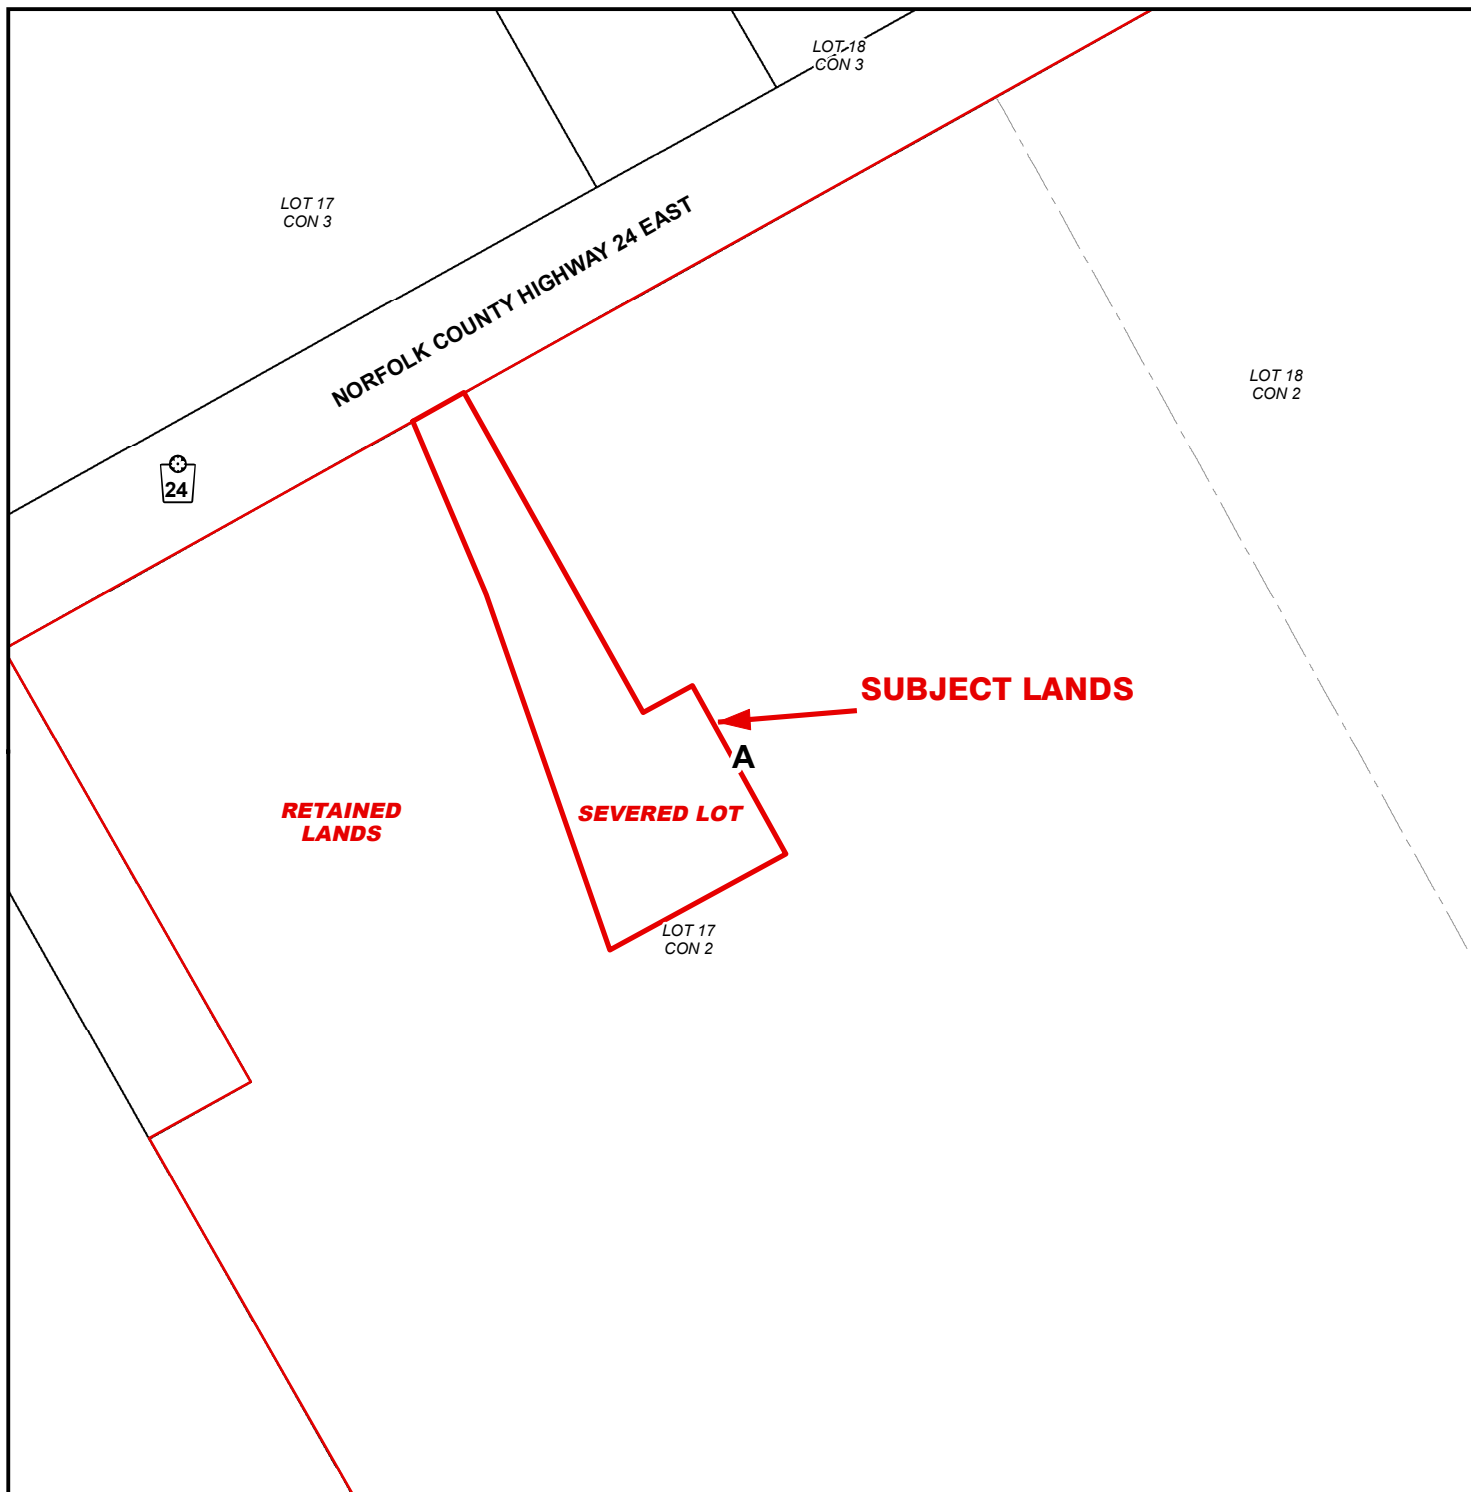 LOT 18
CON 3
LOT 17
CON 3
NORFOLK COUNTY HIGHWAY 24 EAST
LOT 18
CON 2
24
SUBJECT LANDS
A
RETAINED
LANDS
SEVERED LOT
LOT 17
CON 2